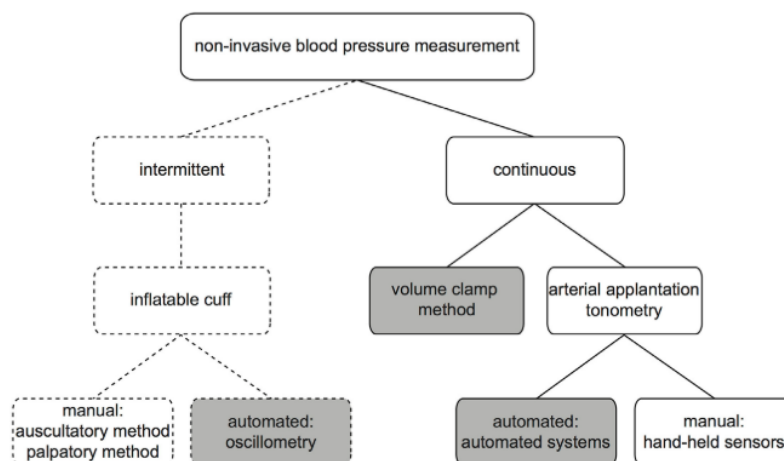 non-invasive blood pressure measurement
intermittent
continuous
inflatable cuff
volume clamp
method
arterial applantation
tonometry
manual:
auscultatory method
palpatory method
automated:
oscillometry
automated:
automated systems
manual:
hand-held sensors